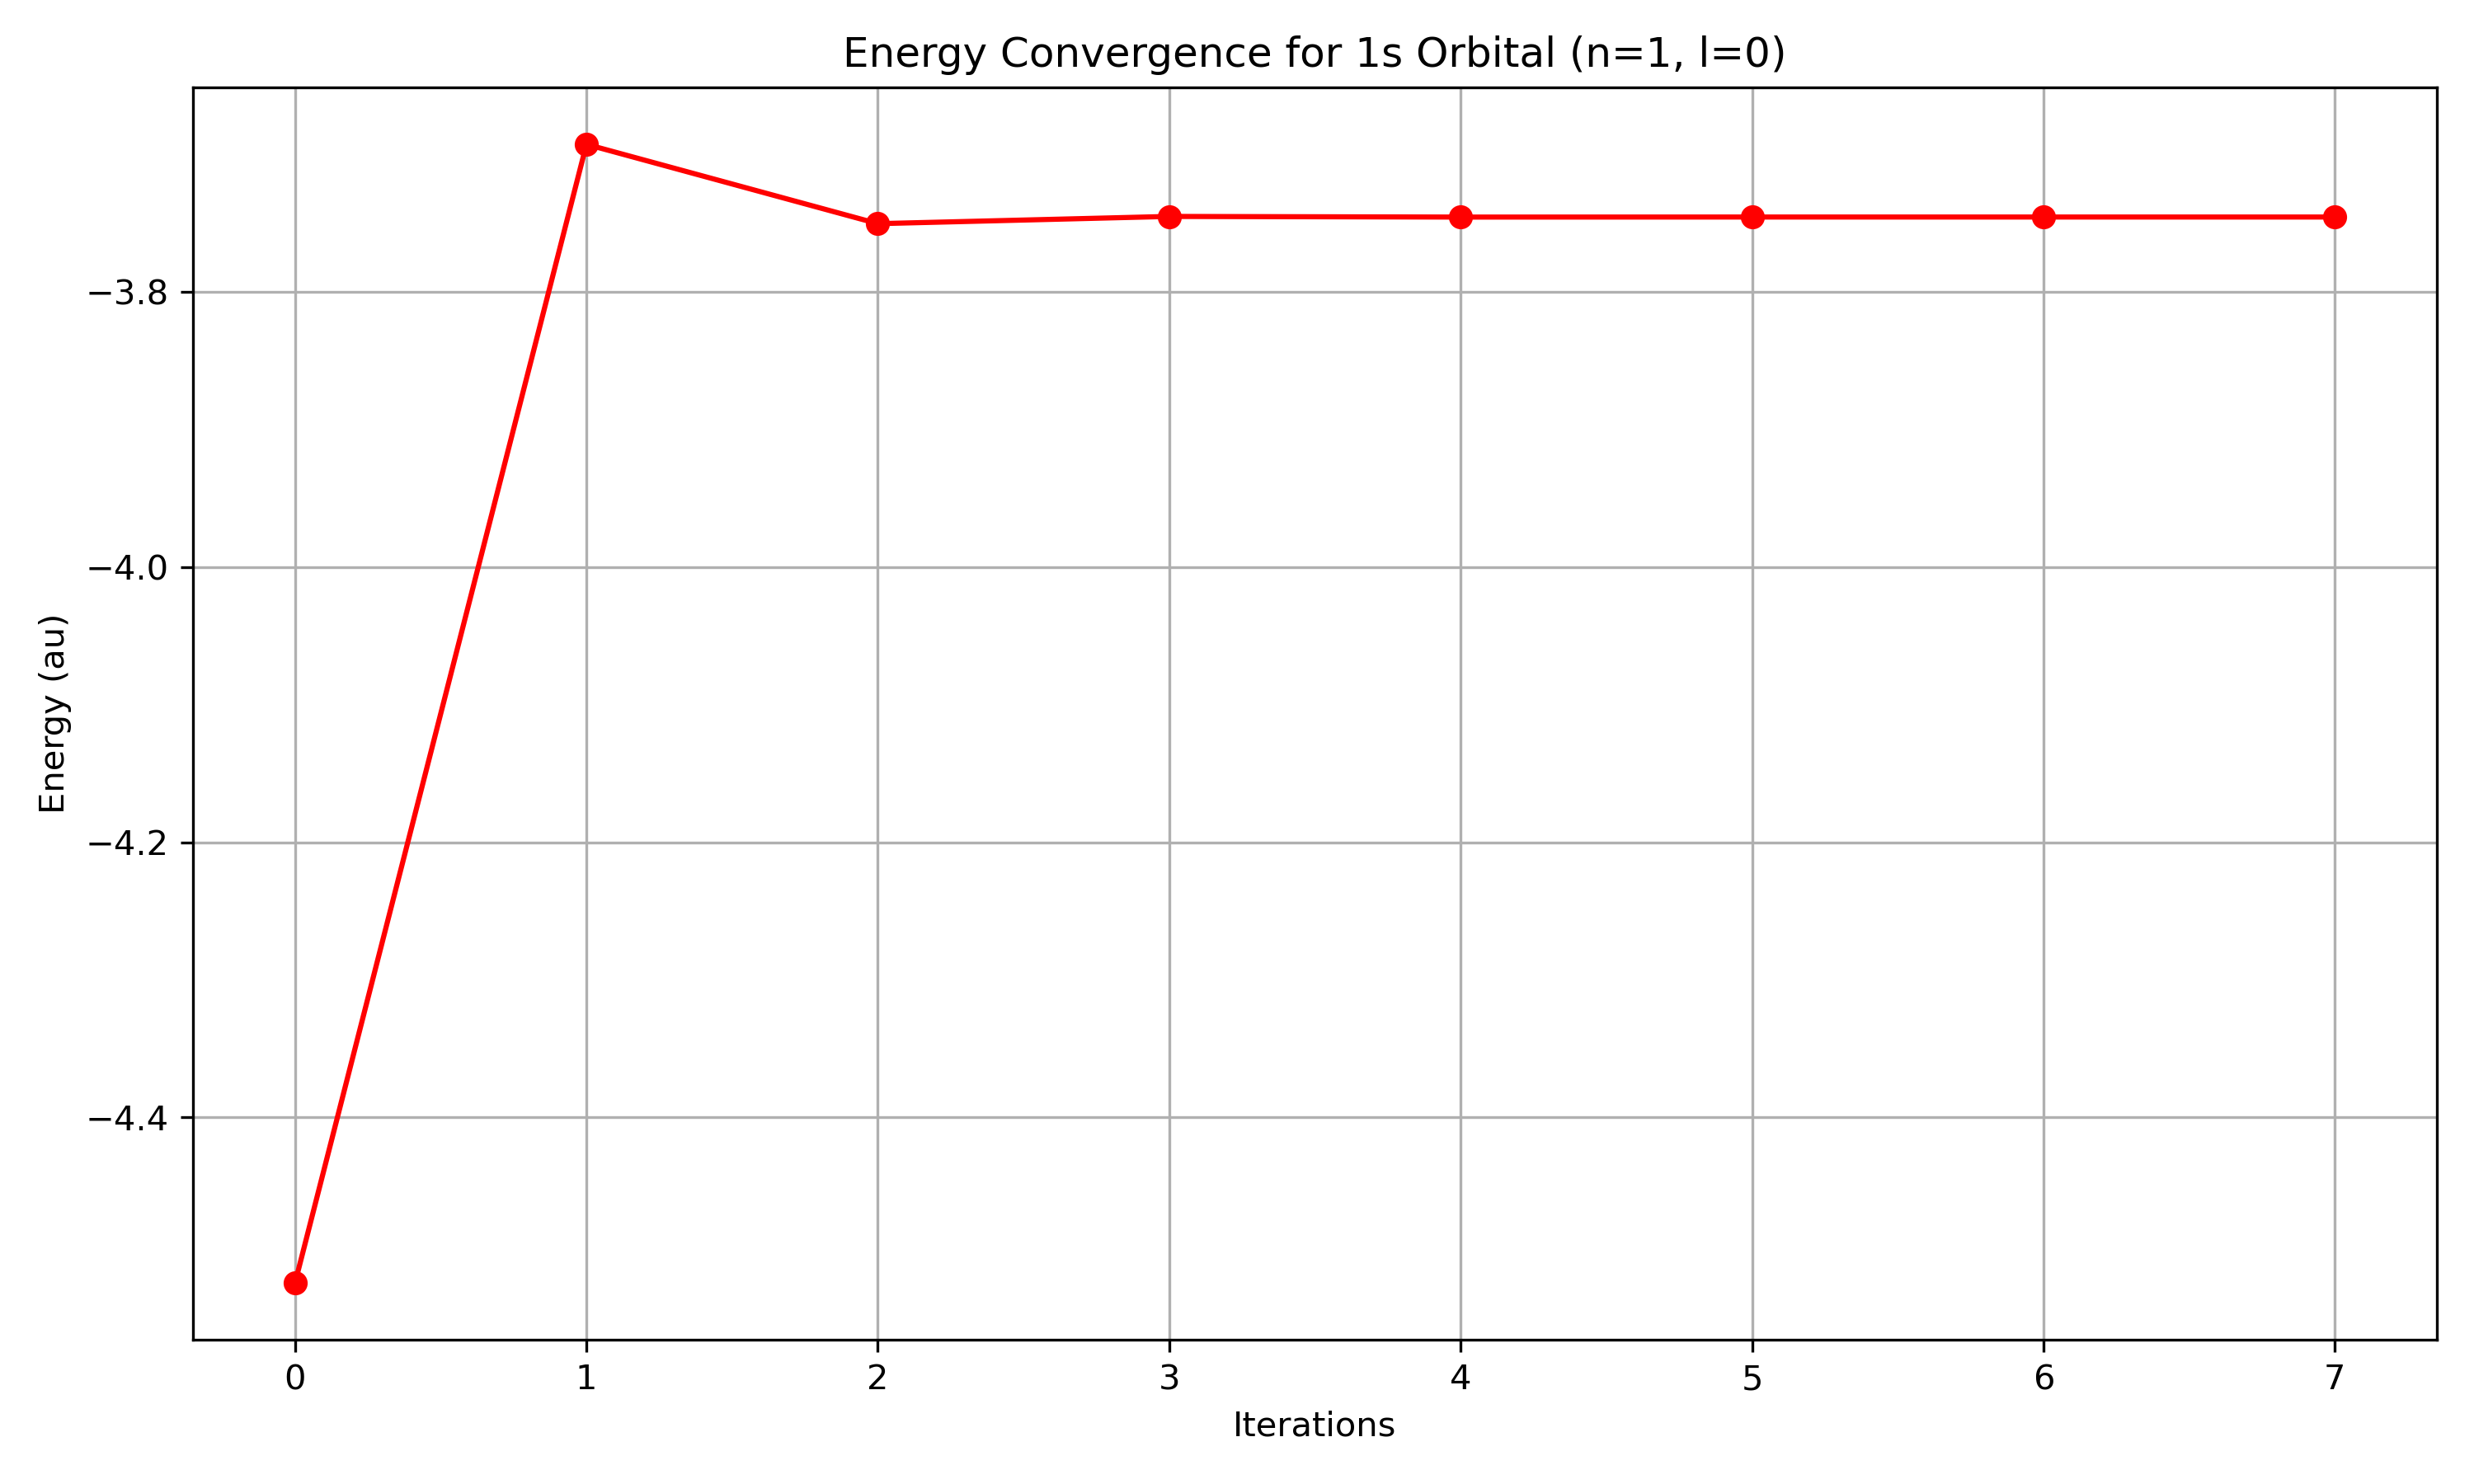 Energy Convergence for 1s Orbital (n=1, l=0)
−3.8
−4.0
−4.2
−4.4
Energy (au)
0 1 2 3 4 5 6 7
Iterations